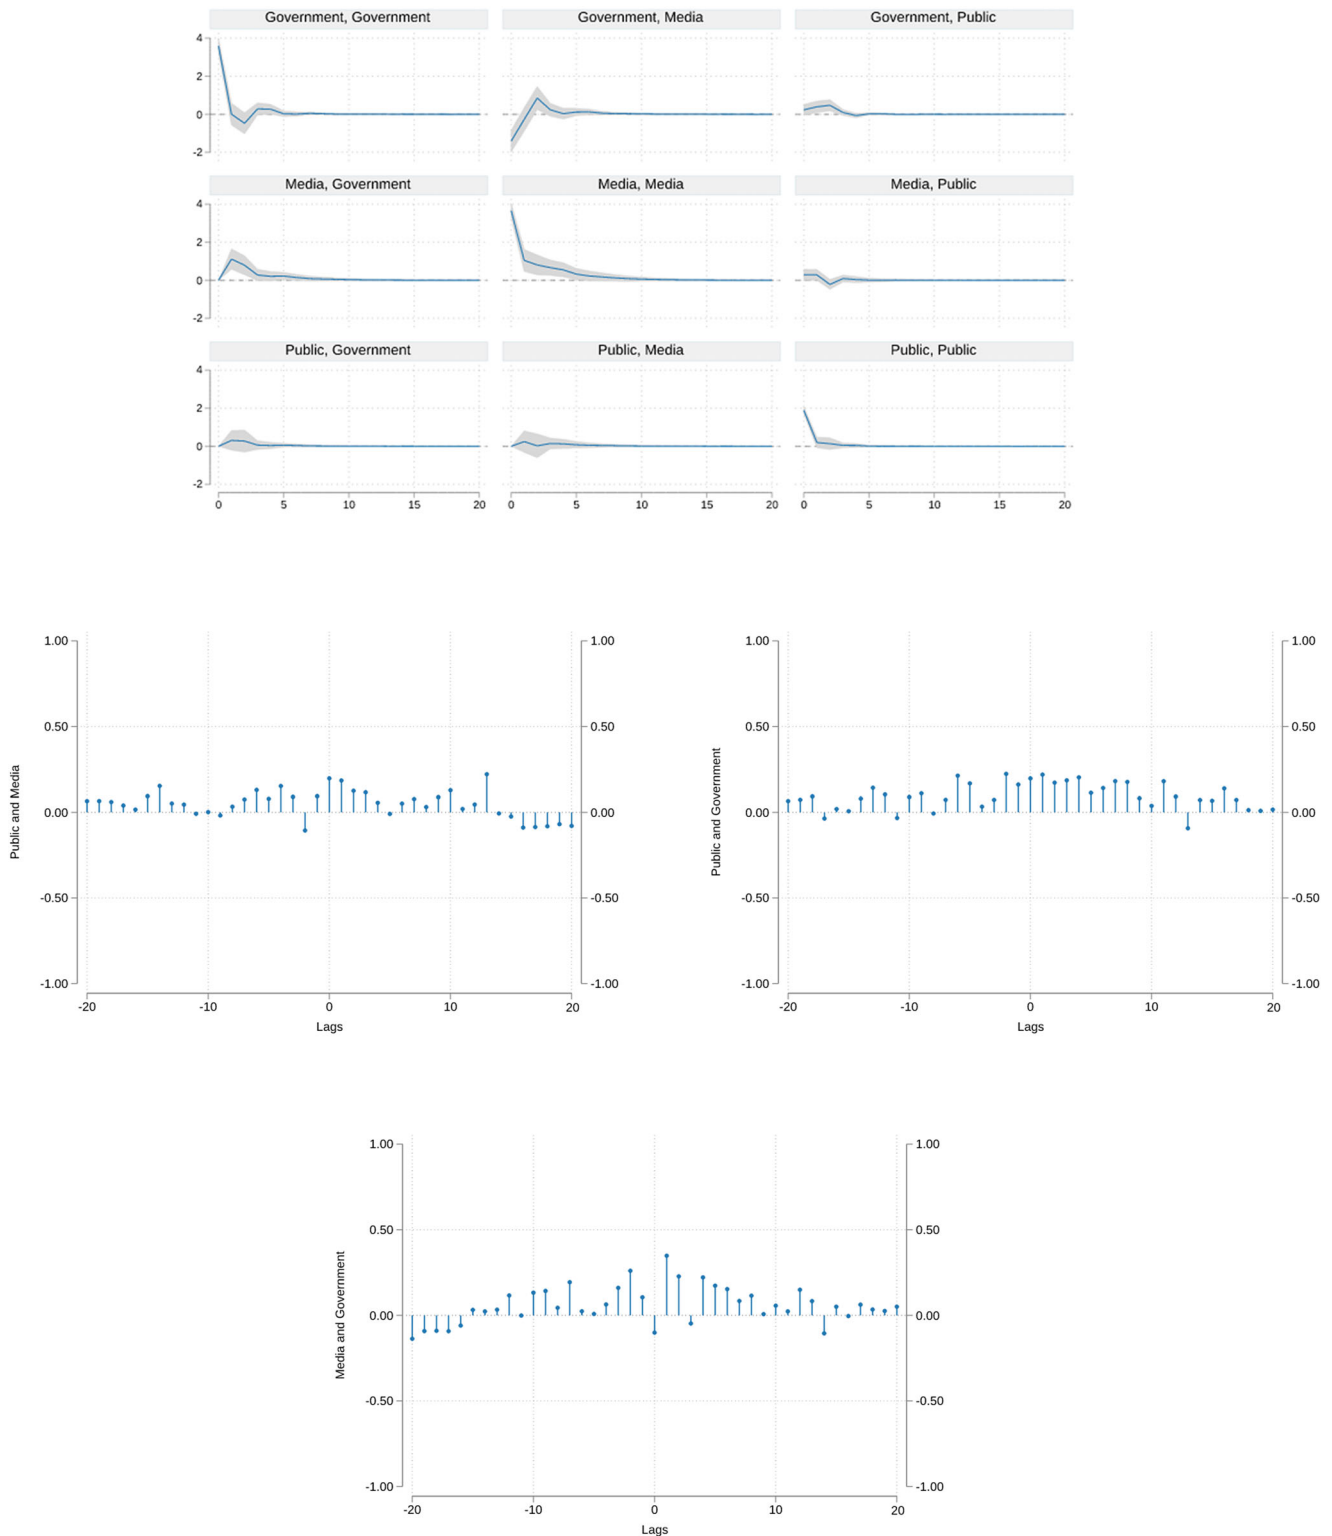 Government, Government Government, Media Government, Public
4
2
0
-2
Media, Government Media, Media Media, Public
4
2
0
-2
Public, Government Public, Media Public, Public
4
2
0
-2
0 5 10 15 20 0 5 10 15 20 0 5 10 15 20
1.00 1.00 1.00 1.00
0.50 0.50 0.50 0.50
Public and Media
Public and Government
0.00 0.00 0.00 0.00
-0.50 -0.50 -0.50 -0.50
-1.00 -1.00 -1.00 -1.00
-20 -10 0 10 20 -20 -10 0 10 20
Lags Lags
1.00 1.00
0.50 0.50
Media and Government
0.00 0.00
-0.50 -0.50
-1.00 -1.00
-20 -10 0 10 20
Lags